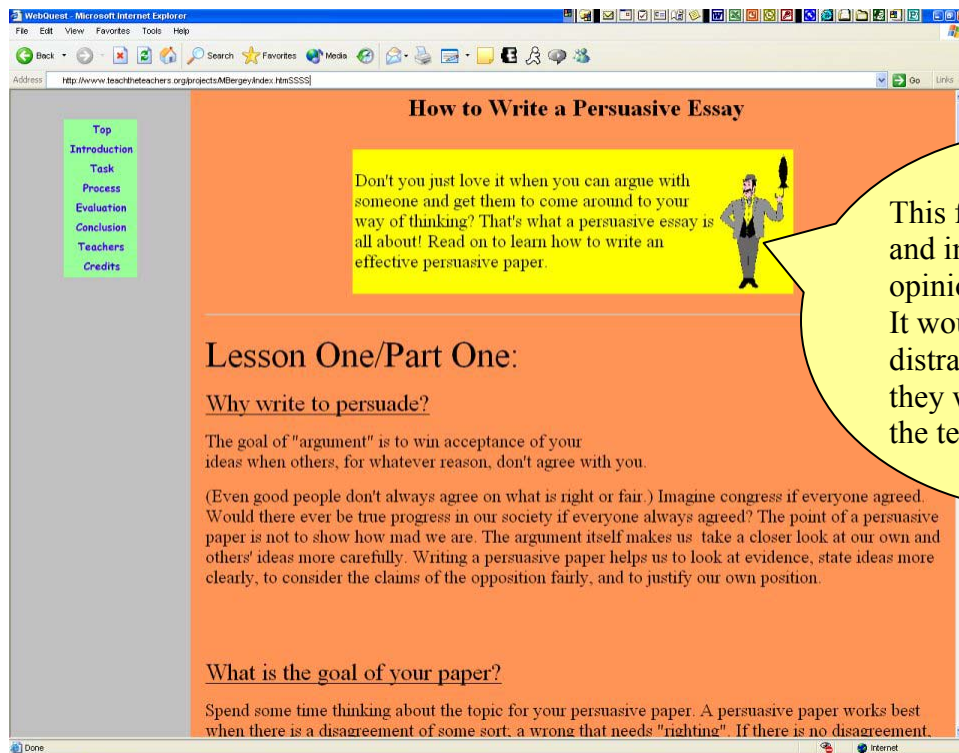 WebQuest - Microsoft Internet Explorer
File Edit View Favorites Tools Help
Back Search Favorites Media
Address http://www.teachtheteachers.org/projects/MBergey/index.htmSSSS Go Links
How to Write a Persuasive Essay
Top
Introduction
Task
Process
Evaluation
Conclusion
Teachers
Credits
Don't you just love it when you can argue with
someone and get them to come around to your
way of thinking? That's what a persuasive essay is
all about! Read on to learn how to write an
effective persuasive paper.
This
and
It
the
they
Lesson One/Part One:
Why write to persuade?
The goal of "argument" is to win acceptance of your
ideas when others, for whatever reason, don't agree with you.
(Even good people don't always agree on what is right or fair.) Imagine congress if everyone agreed.
Would there ever be true progress in our society if everyone always agreed? The point of a persuasive
paper is not to show how mad we are. The argument itself makes us take a closer look at our own and
others' ideas more carefully. Writing a persuasive paper helps us to look at evidence, state ideas more
clearly, to consider the claims of the opposition fairly, and to justify our own position.
What is the goal of your paper?
Spend some time thinking about the topic for your persuasive paper. A persuasive paper works best
when there is a disagreement of some sort; a wrong that needs "righting". If there is no disagreement,
Done Internet